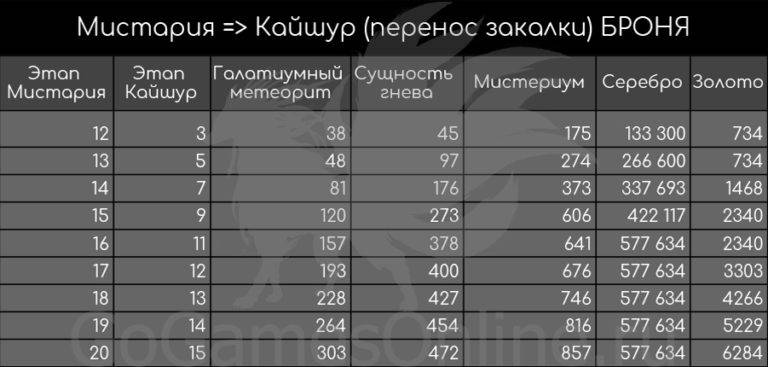 Мистария => Кайшур (перенос закалки) БРОНЯ
Этап Мистария Этап Кайшур Галатиумный метеорит Сущность гнева Мистериум Серебро Золото
12 3 38 45 175 133 300 734
13 5 48 97 274 266 600 734
14 7 81 176 373 337 693 1468
15 9 120 273 606 422 117 2340
16 11 157 378 641 577 634 2340
17 12 193 400 676 577 634 3303
18 13 228 427 746 577 634 4266
19 14 264 454 816 577 634 5229
20 15 303 472 857 577 634 6284
GoGamesOnline.ru